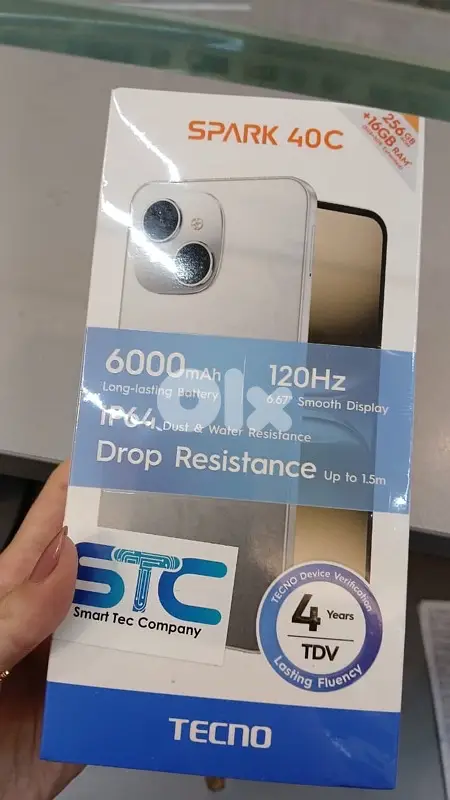 SPARK 40C
256GB
+16GB RAM*
6000mAh
Long-lasting Battery
120Hz
6.67" Smooth Display
IP64 Dust & Water Resistance
Drop Resistance Up to 1.5m
olx
STC
Smart Tec Company
TECNO Device Verification
4 Years
TDV
Lasting Fluency
TECNO